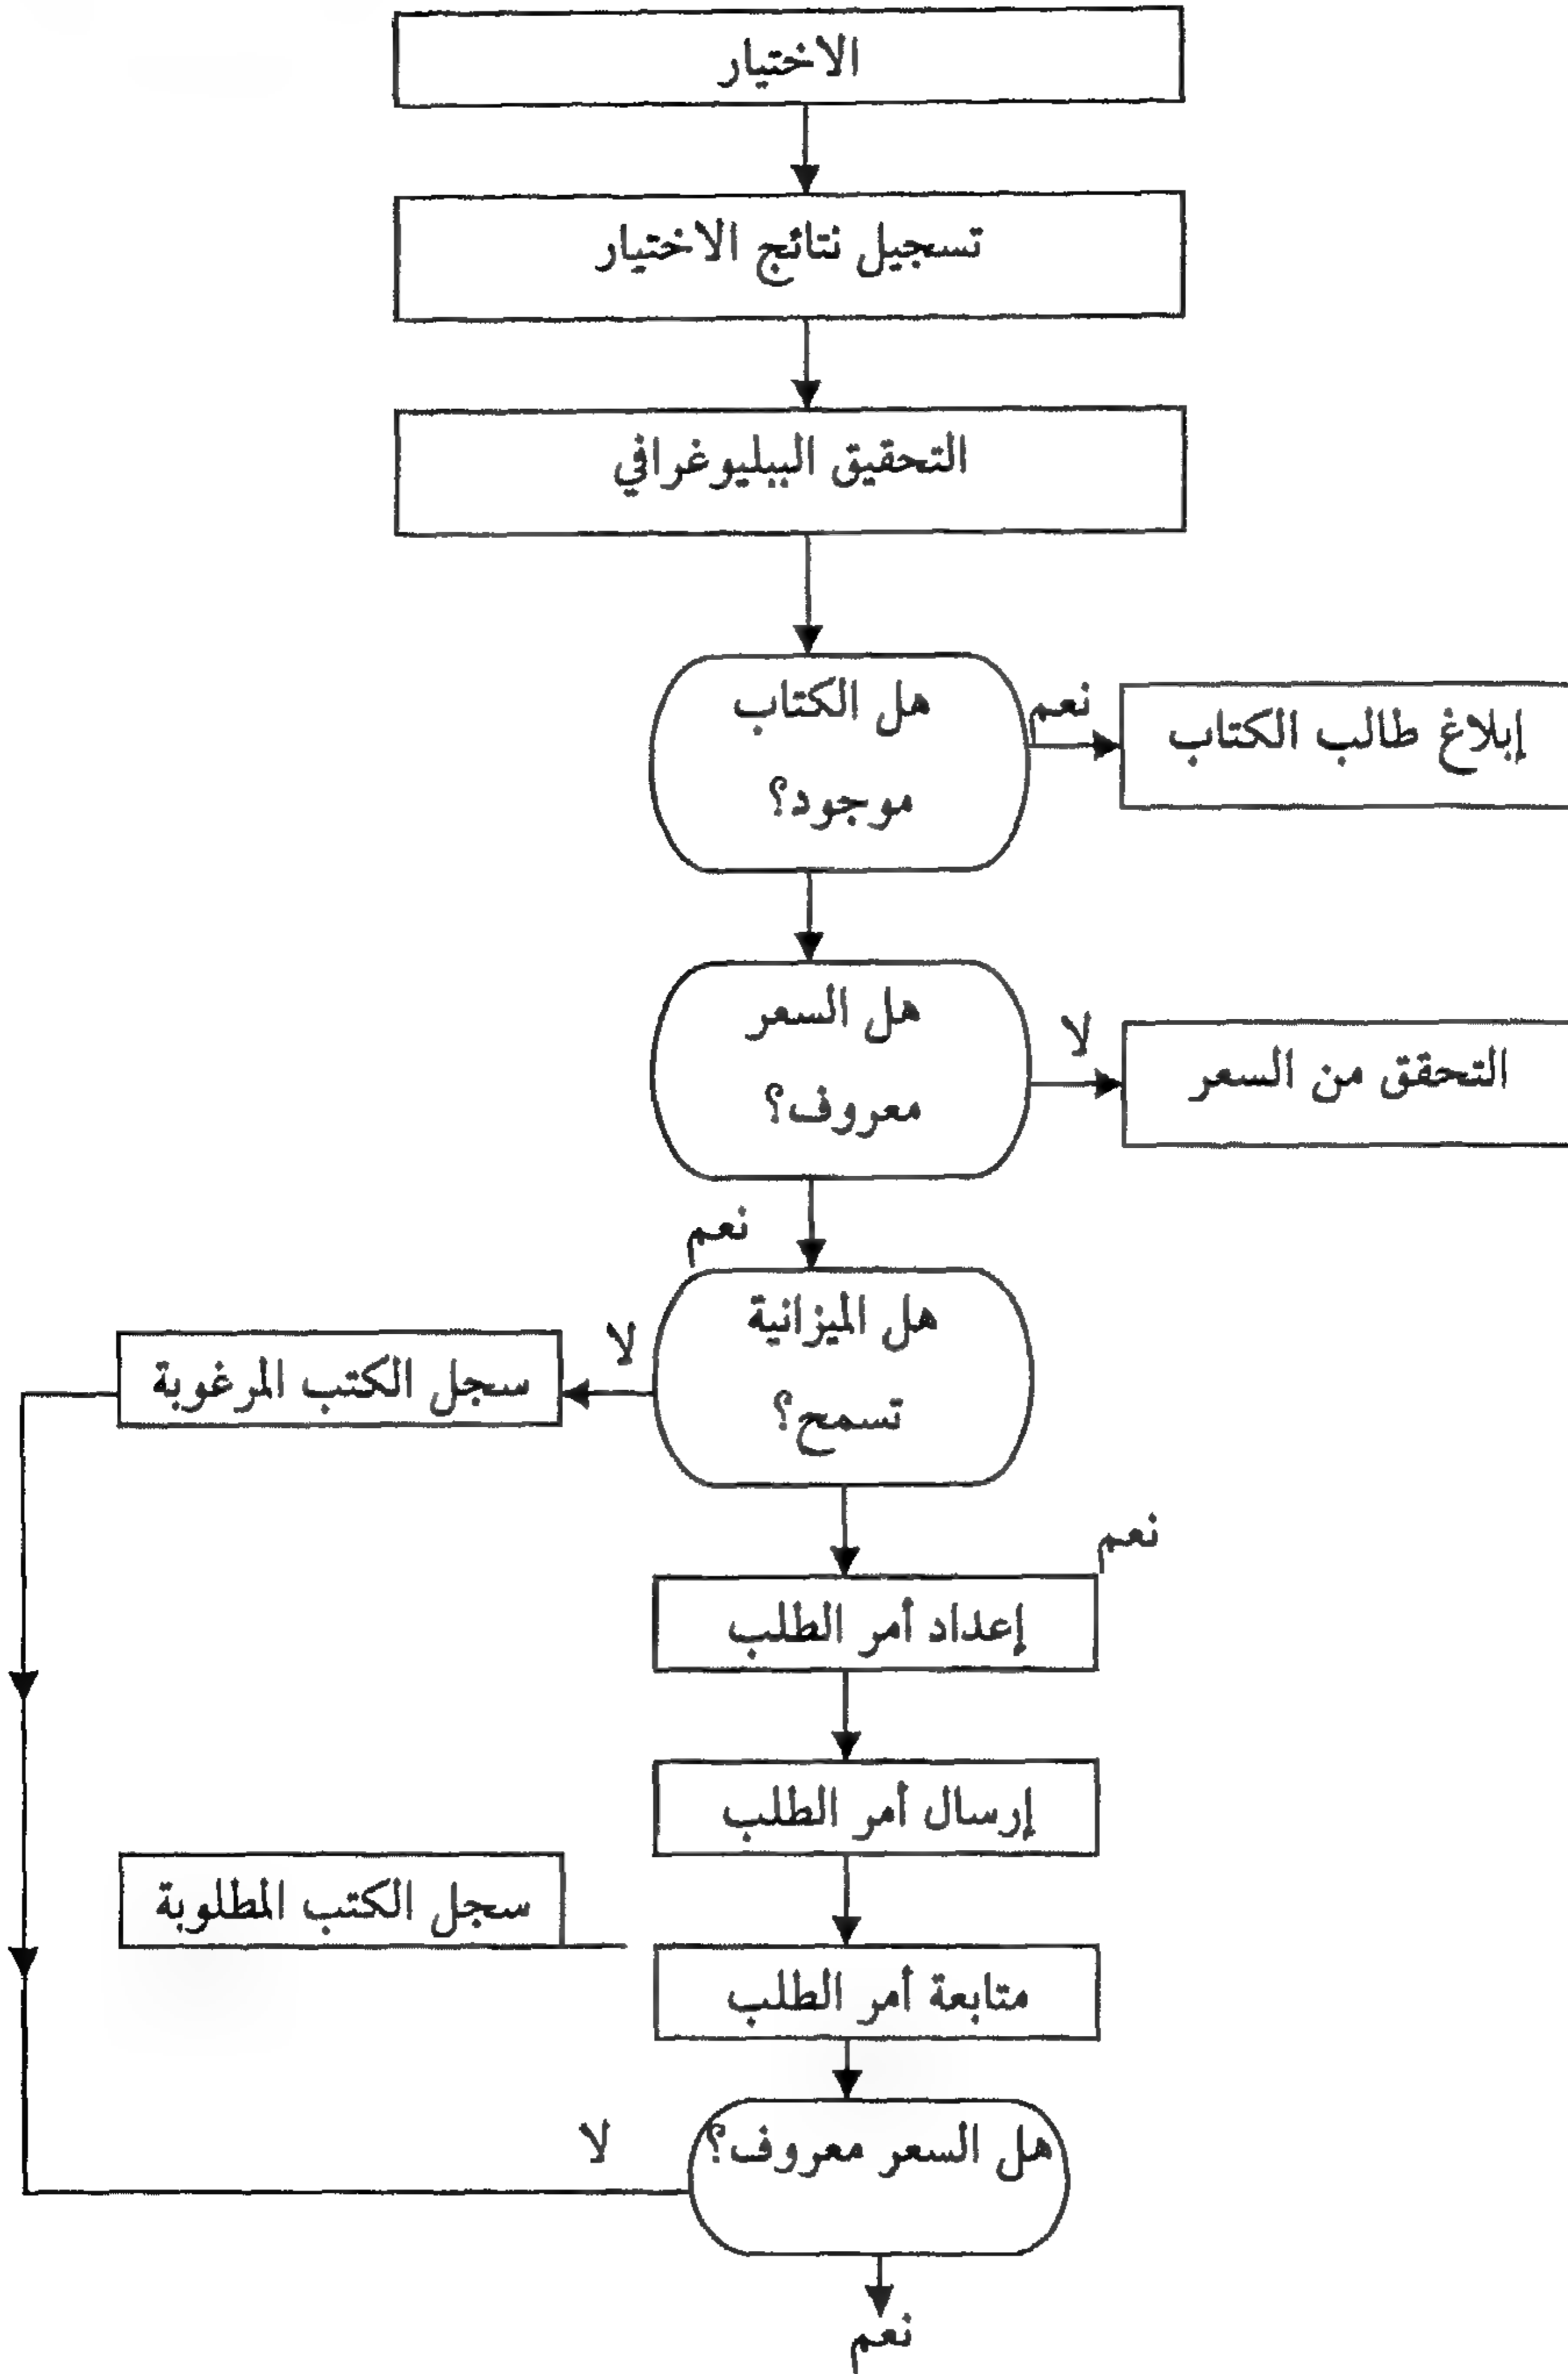 الاختيار
تسجيل نتائج الاختيار
التحقيق الببليوغرافي
هل الكتاب
موجود؟
نعم
إبلاغ طالب الكتاب
هل السعر
معروف؟
لا
التحقق من السعر
نعم
هل الميزانية
تسمح؟
لا
سجل الكتب المرغوبة
نعم
إعداد أمر الطلب
إرسال أمر الطلب
سجل الكتب المطلوبة
متابعة أمر الطلب
هل السعر معروف؟
لا
نعم